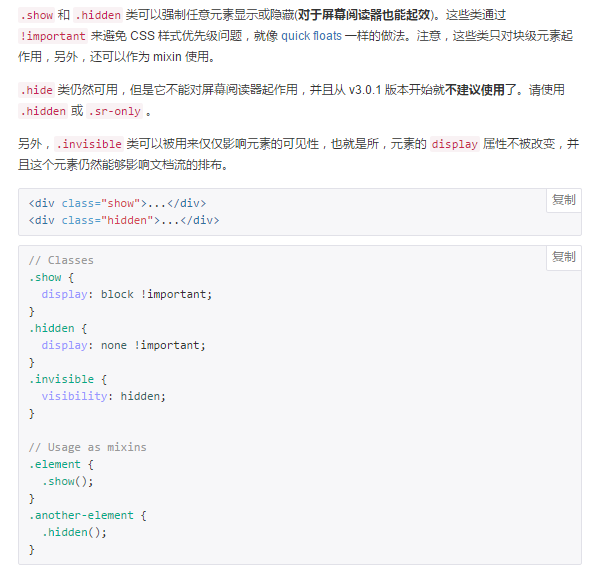 .show 和 .hidden 类可以强制任意元素显示或隐藏(对于屏幕阅读器也能起效)。这些类通过
!important 来避免 CSS 样式优先级问题，就像 quick floats 一样的做法。注意，这些类只对块级元素起
作用，另外，还可以作为 mixin 使用。
.hide 类仍然可用，但是它不能对屏幕阅读器起作用，并且从 v3.0.1 版本开始就不建议使用了。请使用
.hidden 或 .sr-only 。
另外，.invisible 类可以被用来仅仅影响元素的可见性，也就是所，元素的 display 属性不被改变，并
且这个元素仍然能够影响文档流的排布。
复制
<div class="show">...</div>
<div class="hidden">...</div>
复制
// Classes
.show {
  display: block !important;
}
.hidden {
  display: none !important;
}
.invisible {
  visibility: hidden;
}

// Usage as mixins
.element {
  .show();
}
.another-element {
  .hidden();
}